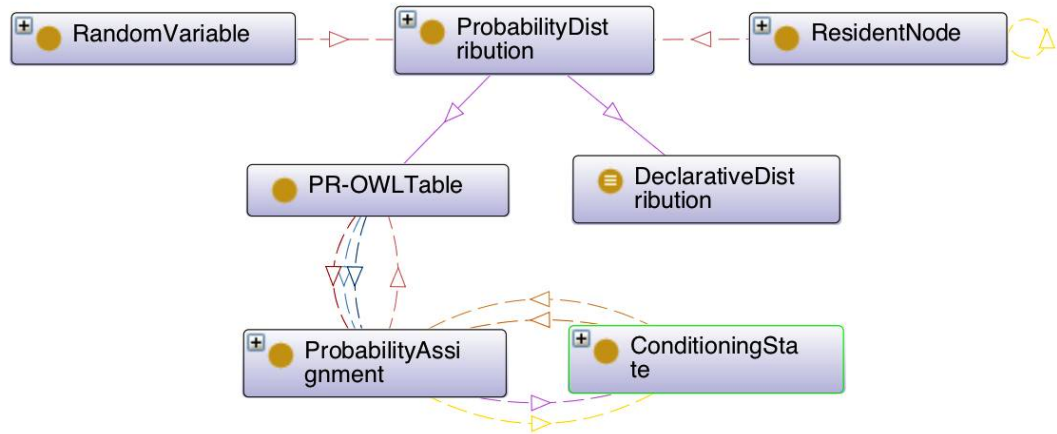 RandomVariable
ProbabilityDist
ribution
ResidentNode
PR-OWLTable
DeclarativeDist
ribution
ProbabilityAssi
gnment
ConditioningSta
te